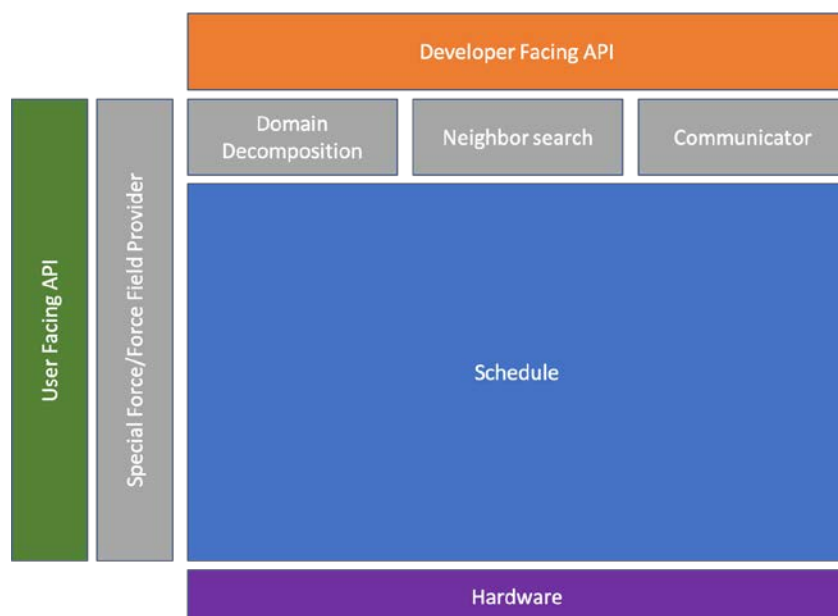 Developer Facing API
Domain
Decomposition
Neighbor search
Communicator
User Facing API
Special Force/Force Field Provider
Schedule
Hardware